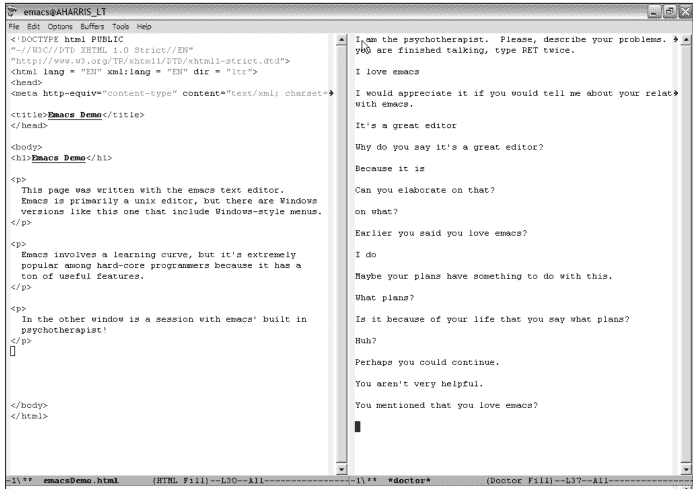 emacs@AHARRIS_LT
File Edit Options Buffers Tools Help
<!DOCTYPE html PUBLIC
"-//W3C//DTD XHTML 1.0 Strict//EN"
"http://www.w3.org/TR/xhtml1/DTD/xhtml1-strict.dtd">
<html lang = "EN" xml:lang = "EN" dir = "ltr">
<head>
<meta http-equiv="content-type" content="text/xml; charset=
<title>Emacs Demo</title>
</head>
<body>
<h1>Emacs Demo</h1>
<p>
This page was written with the emacs text editor.
Emacs is primarily a unix editor, but there are Windows
versions like this one that include Windows-style menus.
</p>
<p>
Emacs involves a learning curve, but it's extremely
popular among hard-core programmers because it has a
ton of useful features.
</p>
<p>
In the other window is a session with emacs' built in
psychotherapist!
</p>
</body>
</html>
-1\** emacsDemo.html (HTML Fill)--L30--All
I am the psychotherapist. Please, describe your problems.
you are finished talking, type RET twice.
I love emacs
I would appreciate it if you would tell me about your relat
with emacs.
It's a great editor
Why do you say it's a great editor?
Because it is
Can you elaborate on that?
on what?
Earlier you said you love emacs?
I do
Maybe your plans have something to do with this.
What plans?
Is it because of your life that you say what plans?
Huh?
Perhaps you could continue.
You aren't very helpful.
You mentioned that you love emacs?
-1\** *doctor* (Doctor Fill)--L37--All